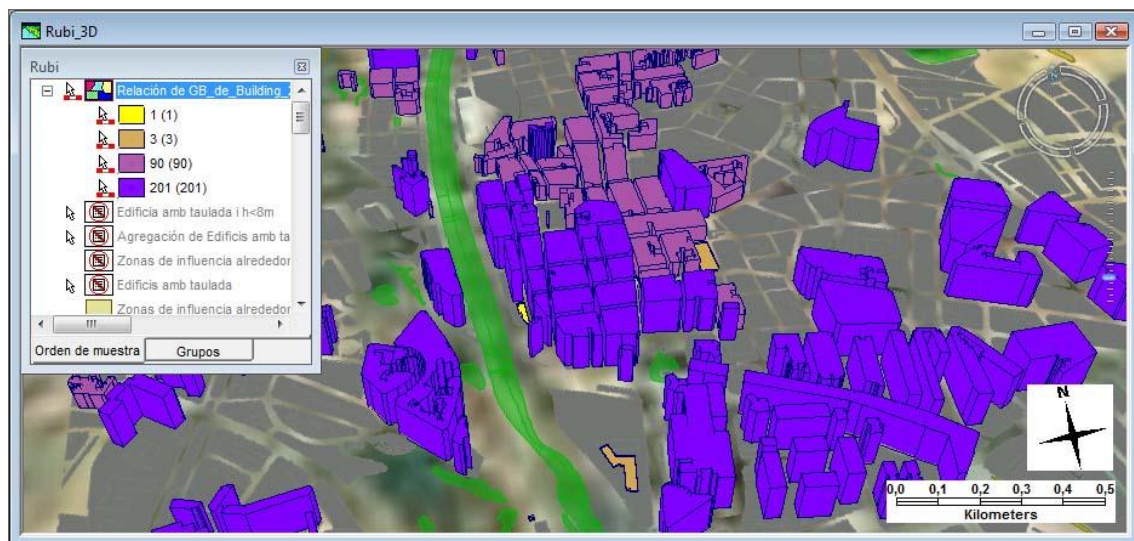 Rubi_3D
Rubi
Relación de GB_de_Building_
1 (1)
3 (3)
90 (90)
201 (201)
Edificia amb taulada i h<8m
Agregación de Edificis amb ta
Zonas de influencia alrededor
Edificis amb taulada
Zonas de influencia alrededor
Orden de muestra
Grupos
N
N
0,0 0,1 0,2 0,3 0,4 0,5
Kilometers